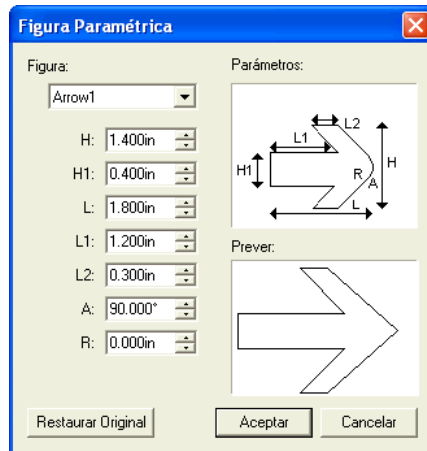 Figura Paramétrica
Figura:
Arrow1
H: 1.400in
H1: 0.400in
L: 1.800in
L1: 1.200in
L2: 0.300in
A: 90.000°
R: 0.000in
Parámetros:
L2
L1
H1
H
R
A
L
Prever:
Restaurar Original
Aceptar
Cancelar